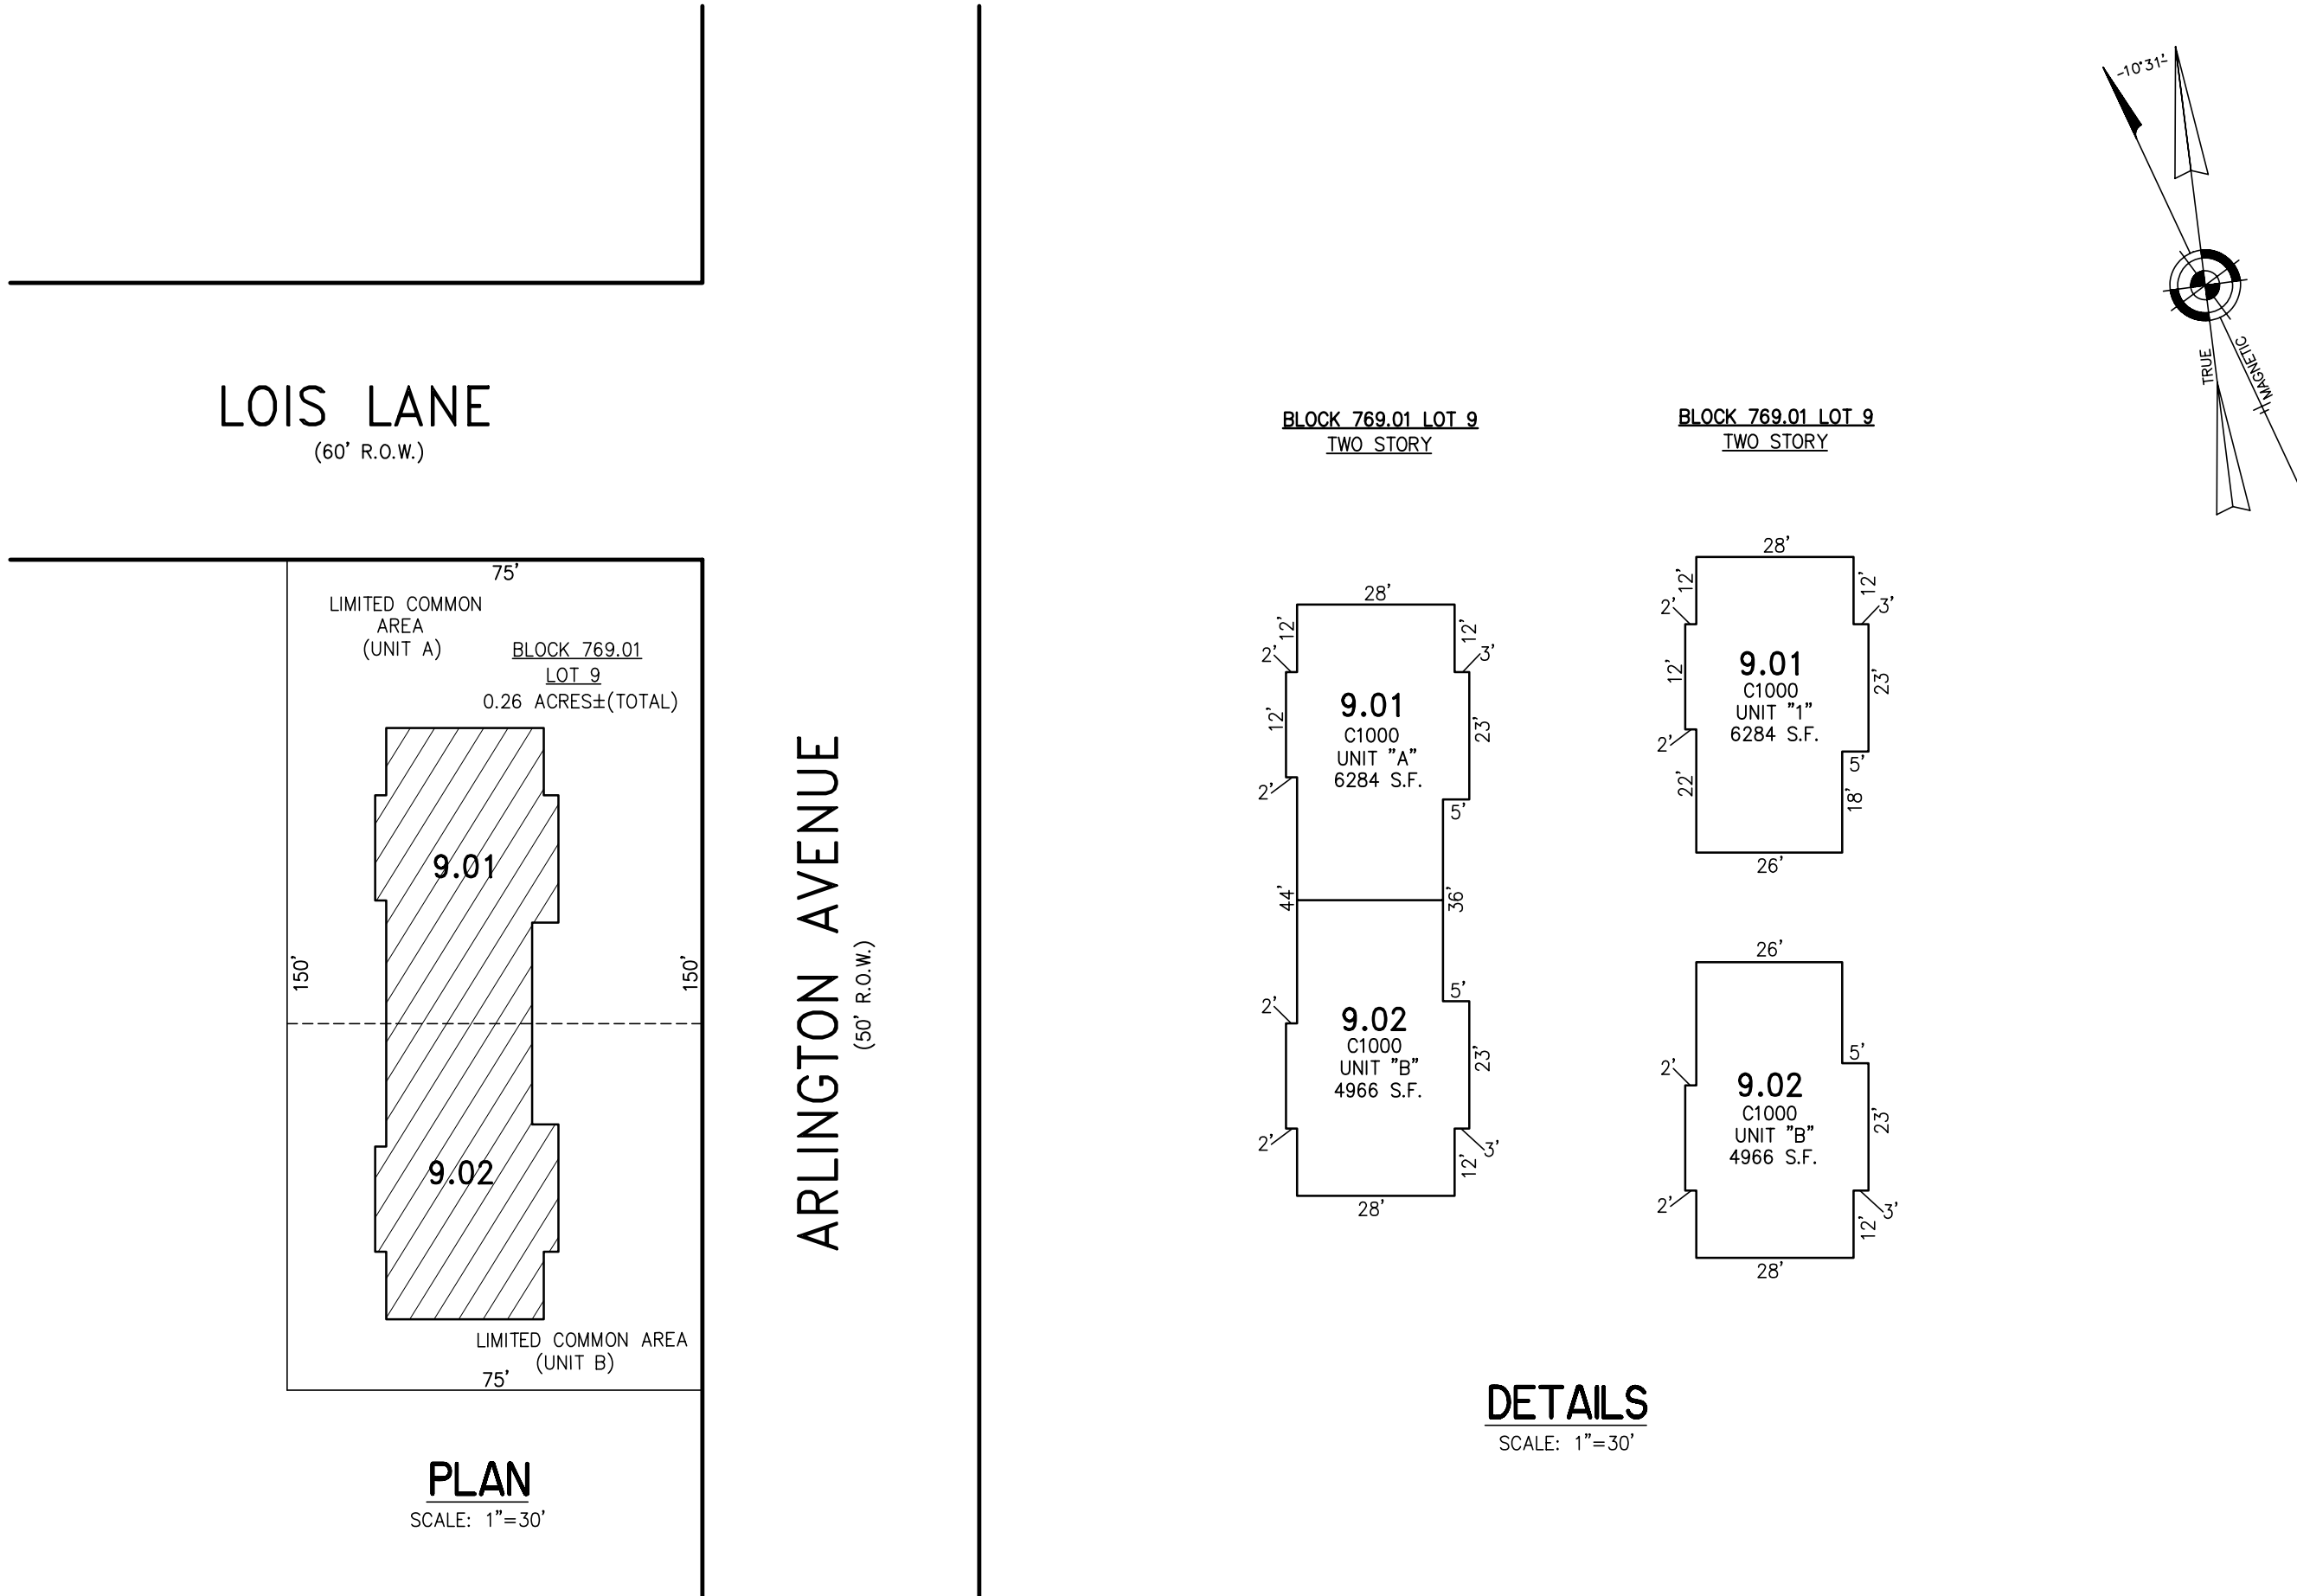 LOIS LANE
(60' R.O.W.)
75'
LIMITED COMMON
AREA
(UNIT A)
BLOCK 769.01
LOT 9
0.26 ACRES±(TOTAL)
9.01
150'
150'
9.02
LIMITED COMMON AREA
(UNIT B)
75'
PLAN
SCALE: 1"=30'
ARLINGTON AVENUE
(50' R.O.W.)
BLOCK 769.01 LOT 9
TWO STORY
28'
12'
12'
2'
3'
12'
9.01
C1000
UNIT "A"
6284 S.F.
23'
2'
5'
44'
36'
2'
5'
9.02
C1000
UNIT "B"
4966 S.F.
23'
2'
12'
3'
28'
BLOCK 769.01 LOT 9
TWO STORY
28'
12'
12'
2'
3'
12'
9.01
C1000
UNIT "1"
6284 S.F.
23'
2'
5'
22'
18'
26'
26'
5'
2'
9.02
C1000
UNIT "B"
4966 S.F.
23'
2'
12'
3'
28'
DETAILS
SCALE: 1"=30'
-10°31'-
TRUE
MAGNETIC